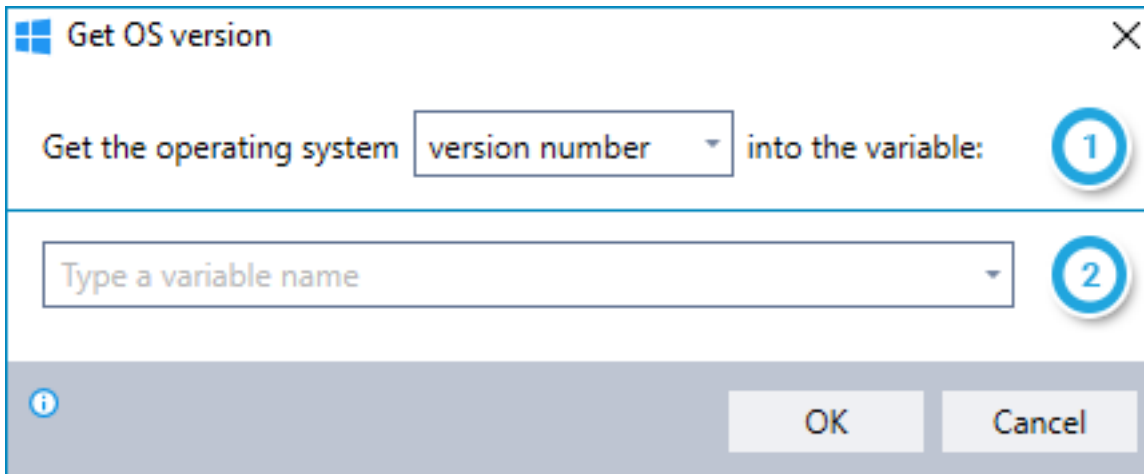 Get OS version
Get the operating system version number into the variable: 1
Type a variable name 2
OK Cancel